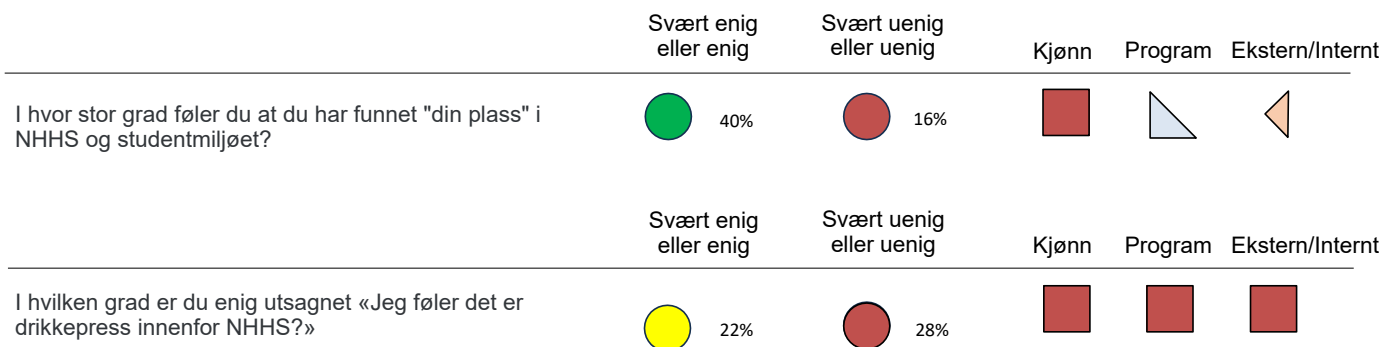 Svært enig
eller enig
Svært uenig
eller uenig
Kjønn
Program
Ekstern/Internt
I hvor stor grad føler du at du har funnet "din plass" i
NHHS og studentmiljøet?
40%
16%
Svært enig
eller enig
Svært uenig
eller uenig
Kjønn
Program
Ekstern/Internt
I hvilken grad er du enig utsagnet «Jeg føler det er
drikkepress innenfor NHHS?»
22%
28%